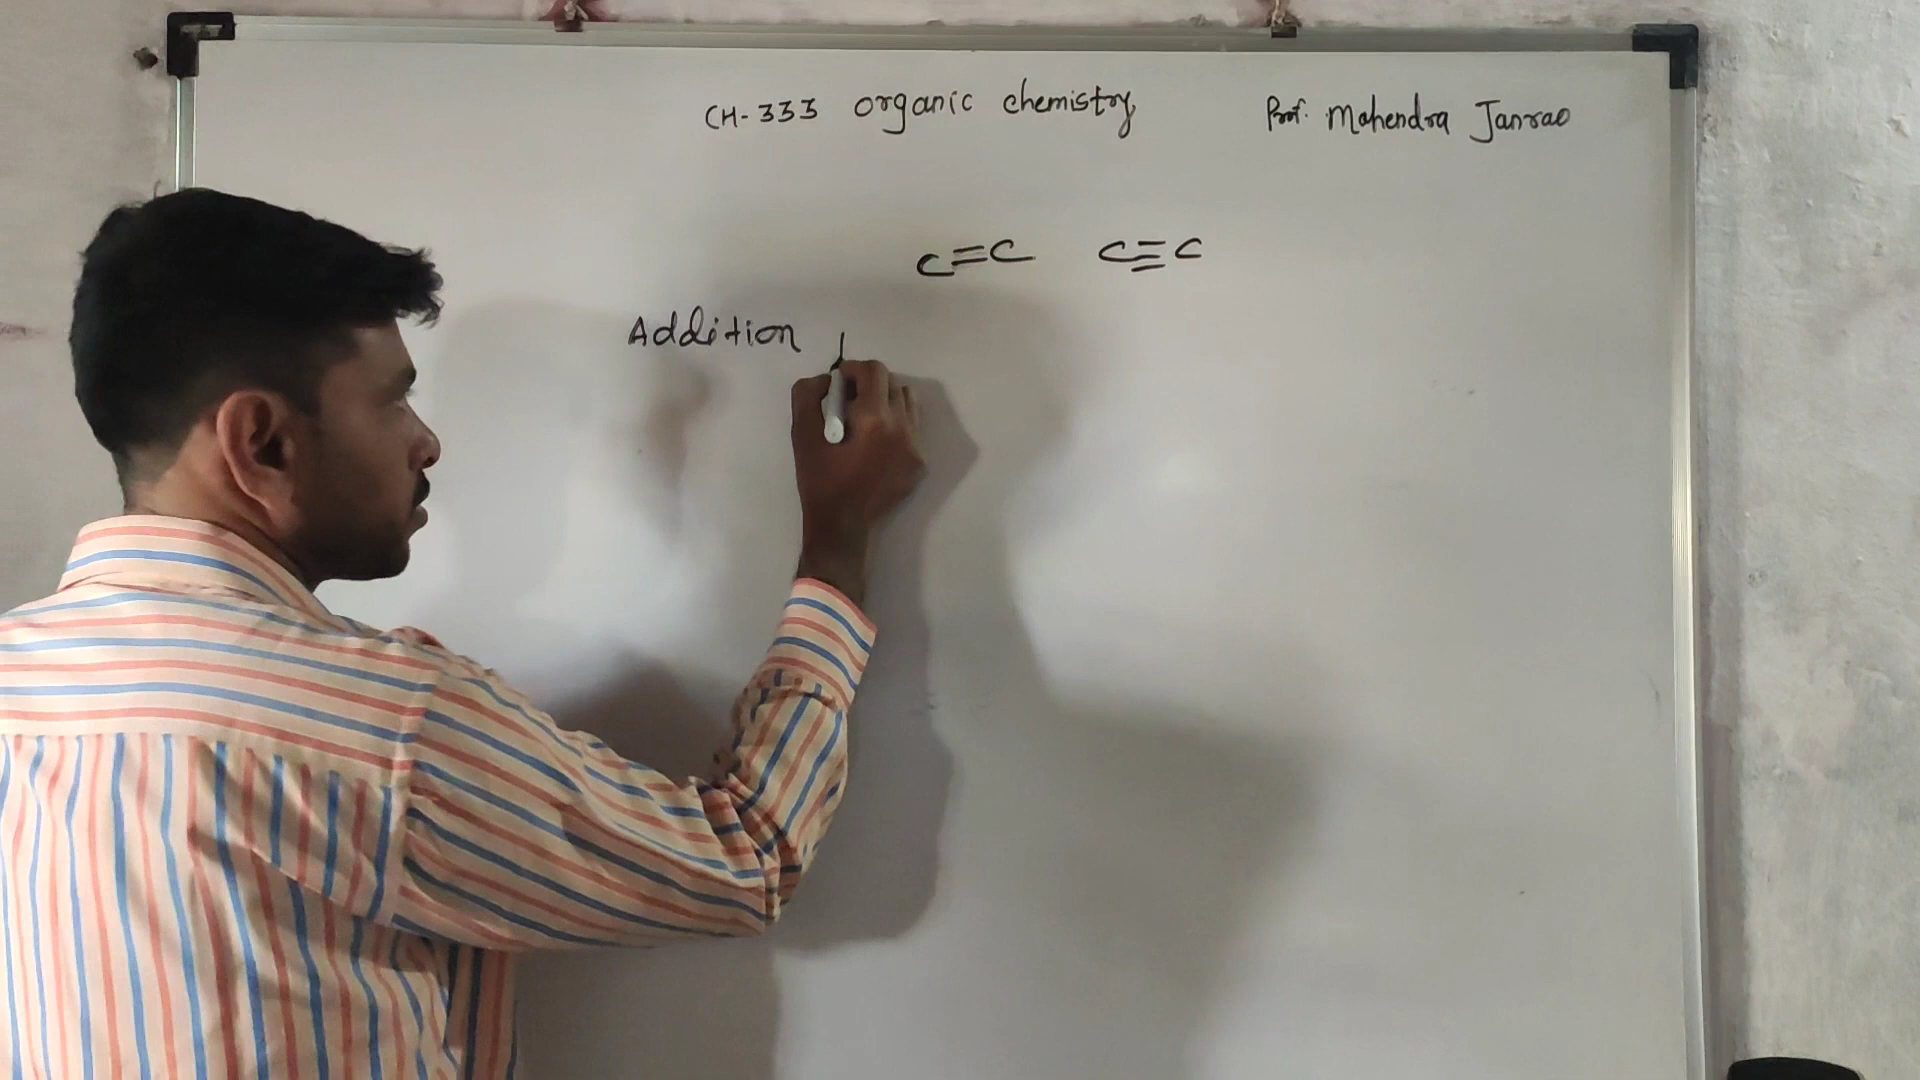 CH-333 organic chemistry Prof. Mahendra Janrao
C=C C≡C
Addition